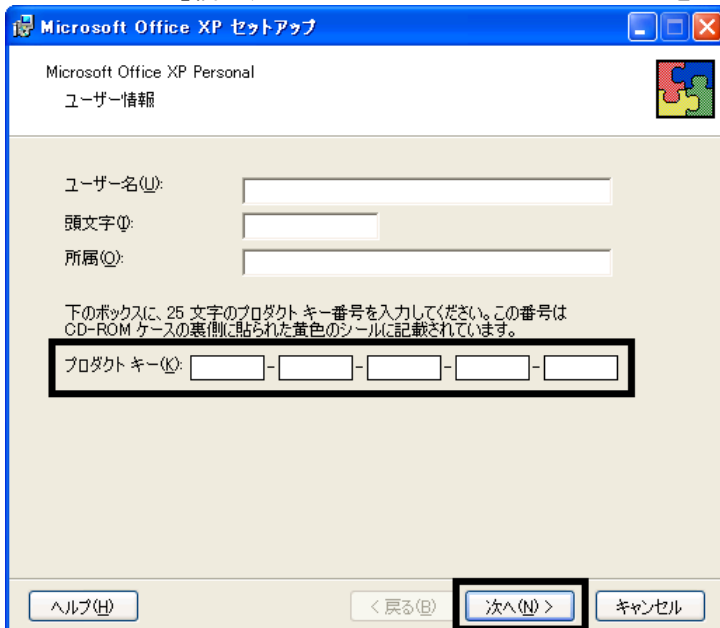 Microsoft Office XP セットアップ
Microsoft Office XP Personal
ユーザー情報
ユーザー名(U):
頭文字(I):
所属(O):
下のボックスに、25 文字のプロダクト キー番号を入力してください。この番号は
CD-ROM ケースの裏側に貼られた黄色のシールに記載されています。
プロダクト キー(K): - - - -
ヘルプ(H) < 戻る(B) 次へ(N) > キャンセル